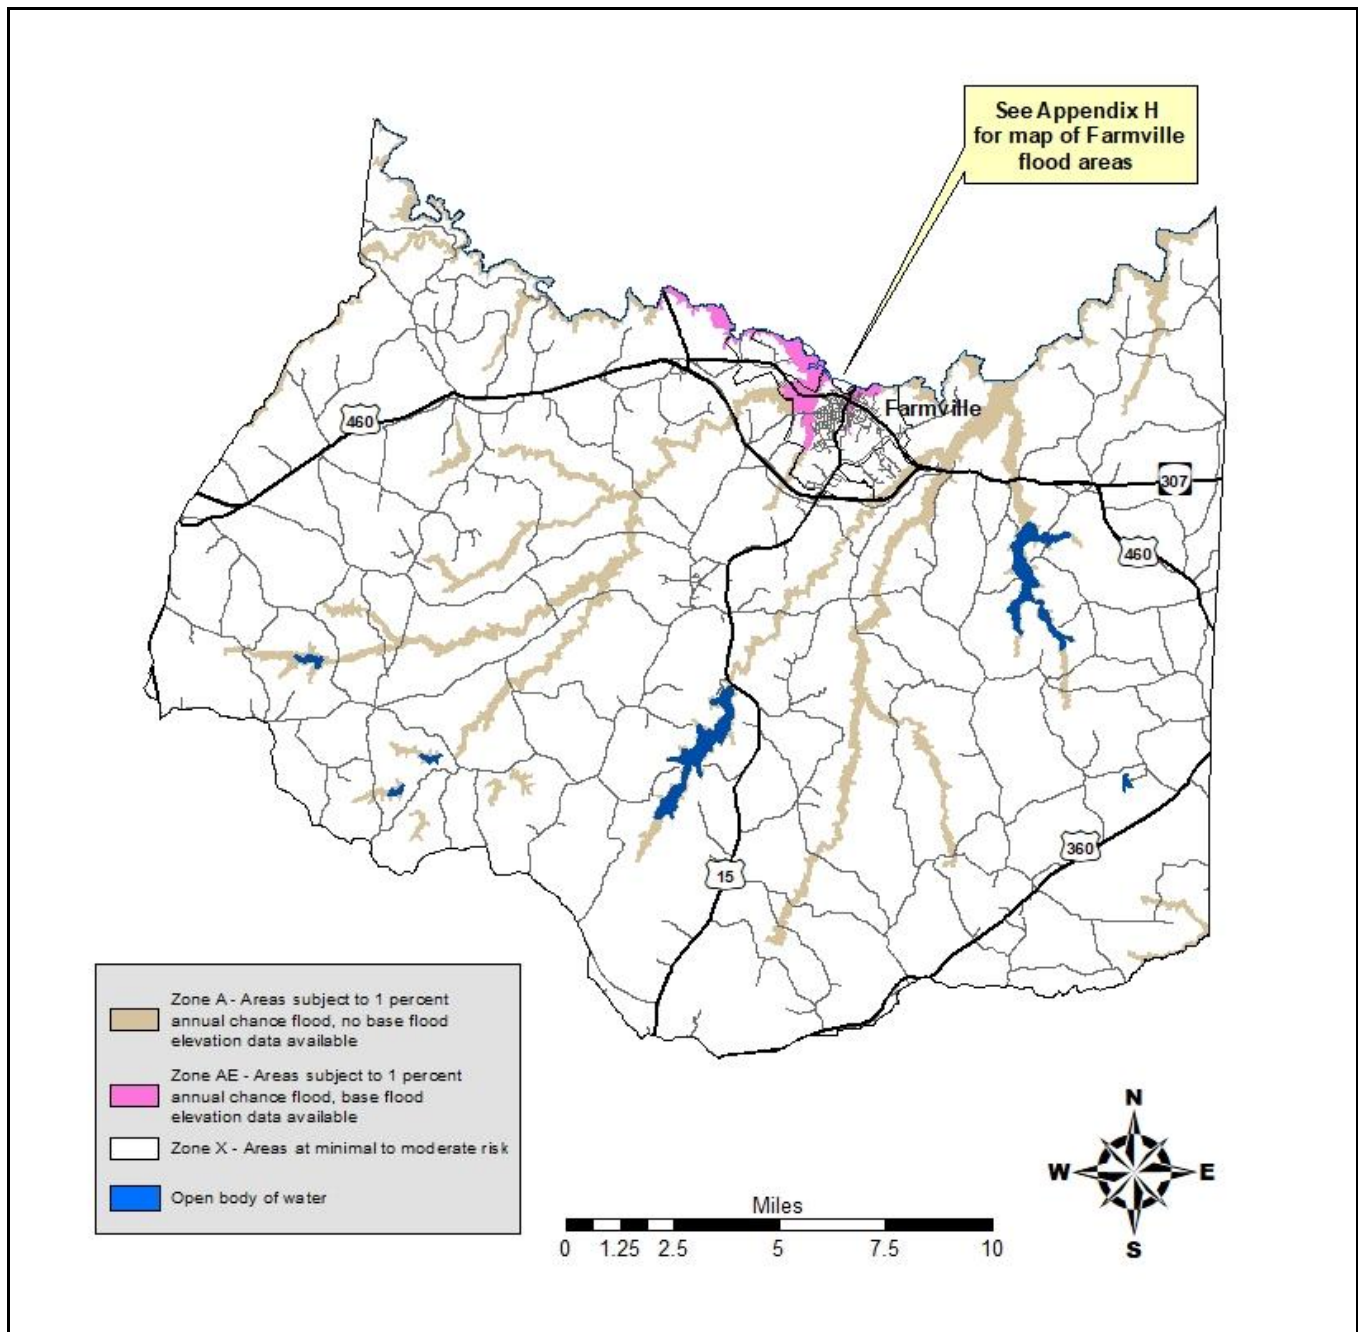 See Appendix H
for map of Farmville
flood areas
Farmville
460
307
460
360
15
Zone A - Areas subject to 1 percent
annual chance flood, no base flood
elevation data available
Zone AE - Areas subject to 1 percent
annual chance flood, base flood
elevation data available
Zone X - Areas at minimal to moderate risk
Open body of water
N
W E
S
Miles
0 1.25 2.5 5 7.5 10